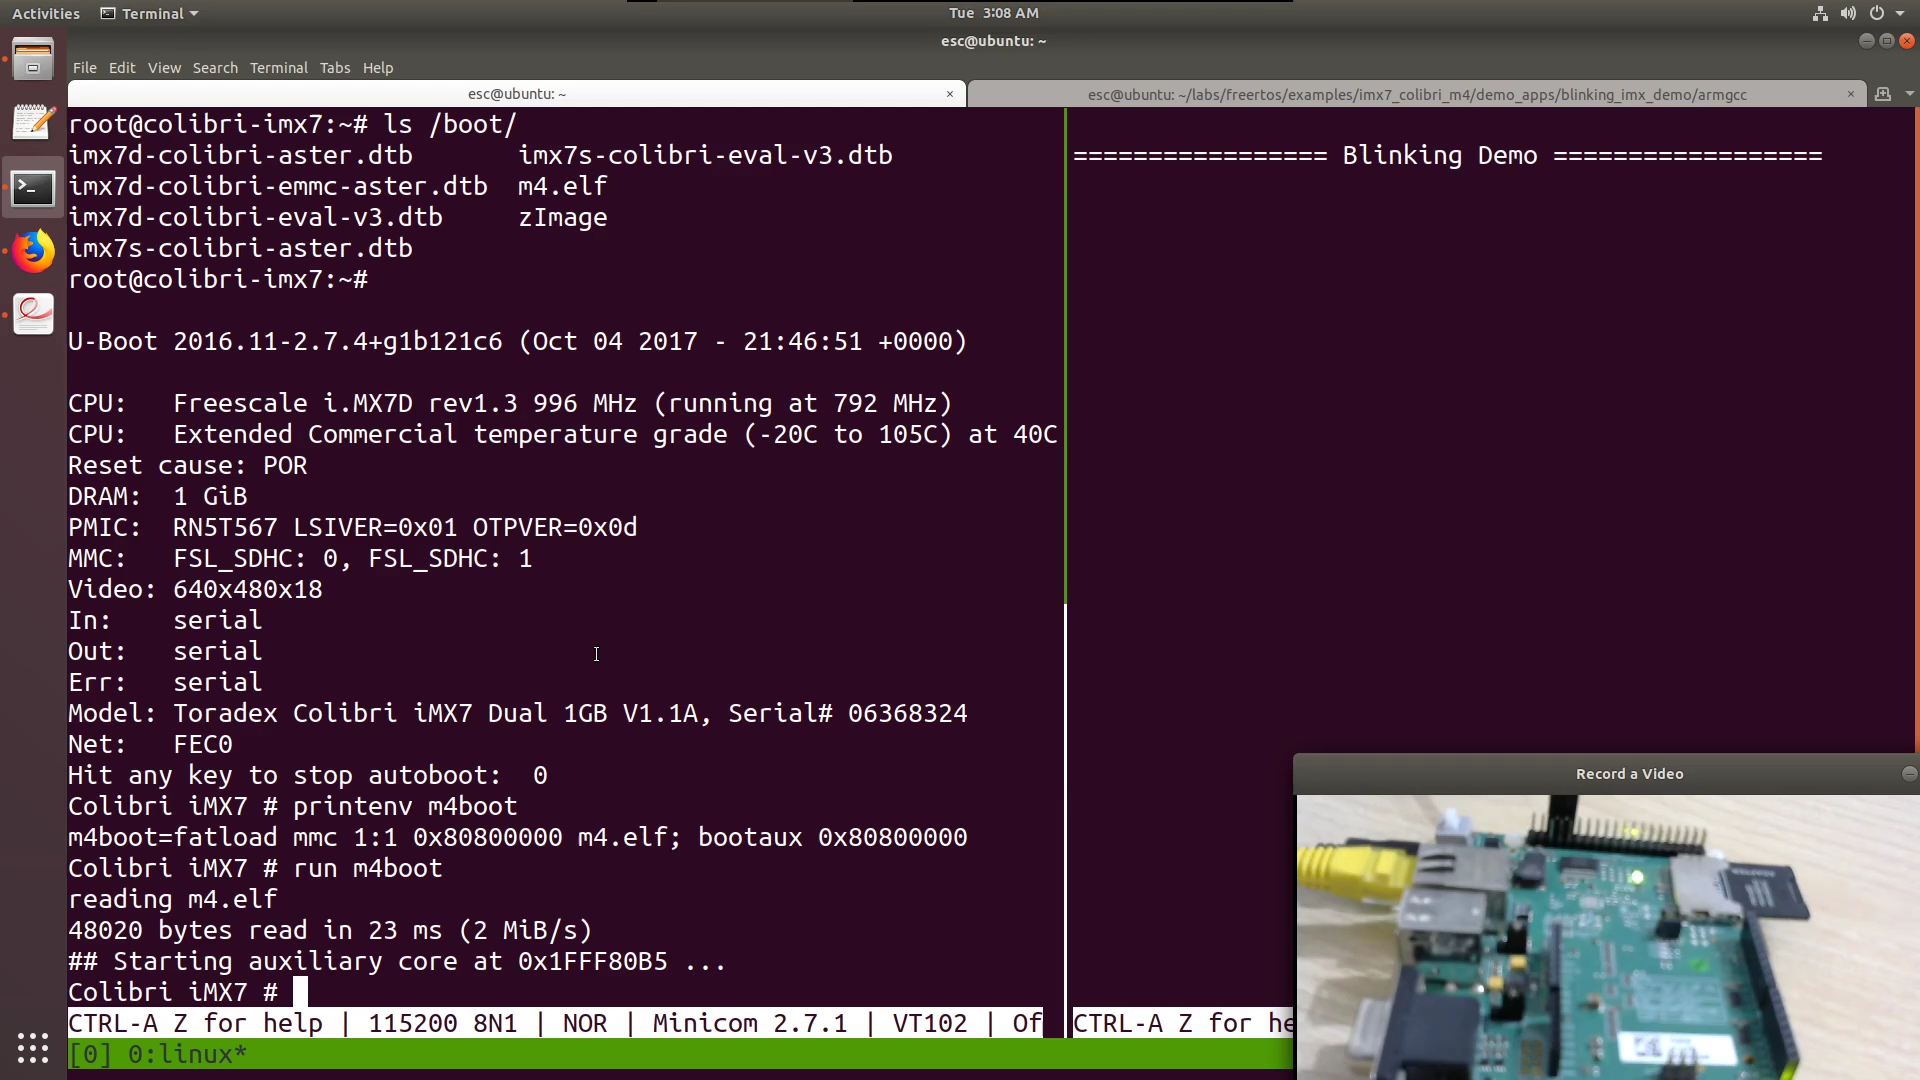 Activities
Terminal
Tue 3:08 AM
esc@ubuntu: ~
File Edit View Search Terminal Tabs Help
esc@ubuntu: ~
esc@ubuntu: ~/labs/freertos/examples/imx7_colibri_m4/demo_apps/blinking_imx_demo/armgcc
root@colibri-imx7:~# ls /boot/
imx7d-colibri-aster.dtb imx7s-colibri-eval-v3.dtb
imx7d-colibri-emmc-aster.dtb m4.elf
imx7d-colibri-eval-v3.dtb zImage
imx7s-colibri-aster.dtb
root@colibri-imx7:~#
U-Boot 2016.11-2.7.4+g1b121c6 (Oct 04 2017 - 21:46:51 +0000)
CPU: Freescale i.MX7D rev1.3 996 MHz (running at 792 MHz)
CPU: Extended Commercial temperature grade (-20C to 105C) at 40C
Reset cause: POR
DRAM: 1 GiB
PMIC: RN5T567 LSIVER=0x01 OTPVER=0x0d
MMC: FSL_SDHC: 0, FSL_SDHC: 1
Video: 640x480x18
In: serial
Out: serial
Err: serial
Model: Toradex Colibri iMX7 Dual 1GB V1.1A, Serial# 06368324
Net: FEC0
Hit any key to stop autoboot: 0
Colibri iMX7 # printenv m4boot
m4boot=fatload mmc 1:1 0x80800000 m4.elf; bootaux 0x80800000
Colibri iMX7 # run m4boot
reading m4.elf
48020 bytes read in 23 ms (2 MiB/s)
## Starting auxiliary core at 0x1FFF80B5 ...
Colibri iMX7 #
CTRL-A Z for help | 115200 8N1 | NOR | Minicom 2.7.1 | VT102 | Of
[0] 0:linux*
================= Blinking Demo ==================
CTRL-A Z for he
Record a Video